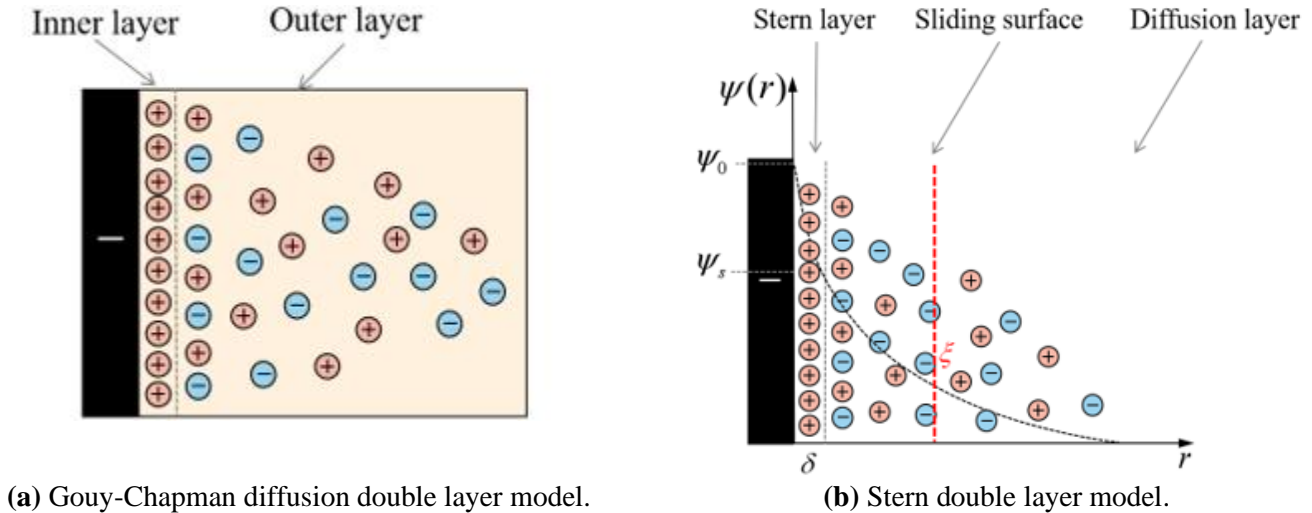 Inner layer
Outer layer
Stern layer
Sliding surface
Diffusion layer
ψ(r)
ψ₀
ψₛ
ξ
δ
r
(a) Gouy-Chapman diffusion double layer model.
(b) Stern double layer model.